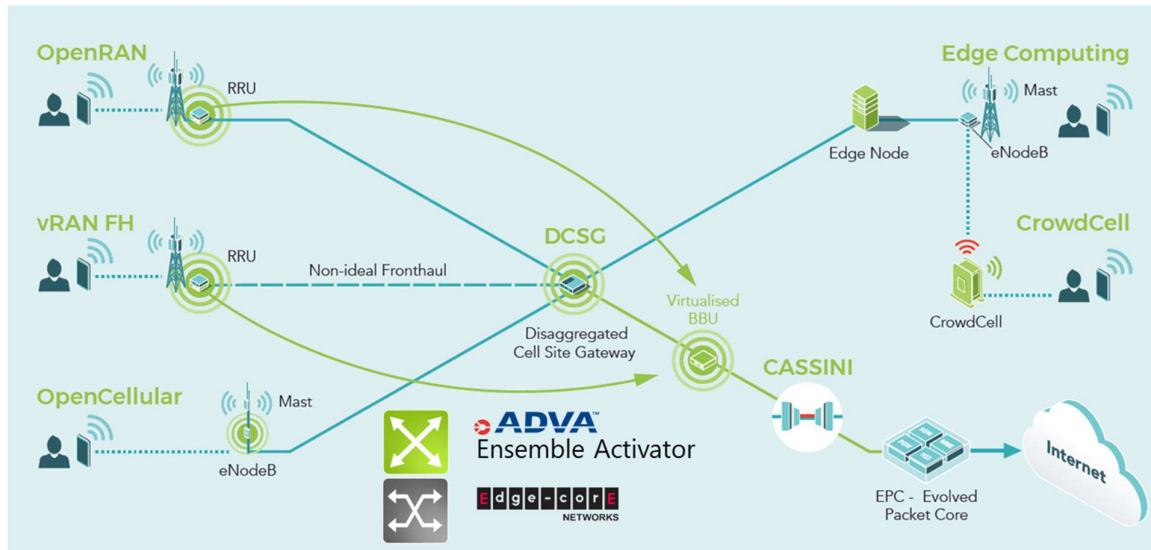 OpenRAN
RRU
Edge Computing
Mast
Edge Node
eNodeB
vRAN FH
RRU
Non-ideal Fronthaul
DCSG
Disaggregated
Cell Site Gateway
Virtualised
BBU
CrowdCell
CrowdCell
OpenCellular
Mast
eNodeB
ADVA™
Ensemble Activator
Edge-corE
NETWORKS
CASSINI
EPC - Evolved
Packet Core
Internet